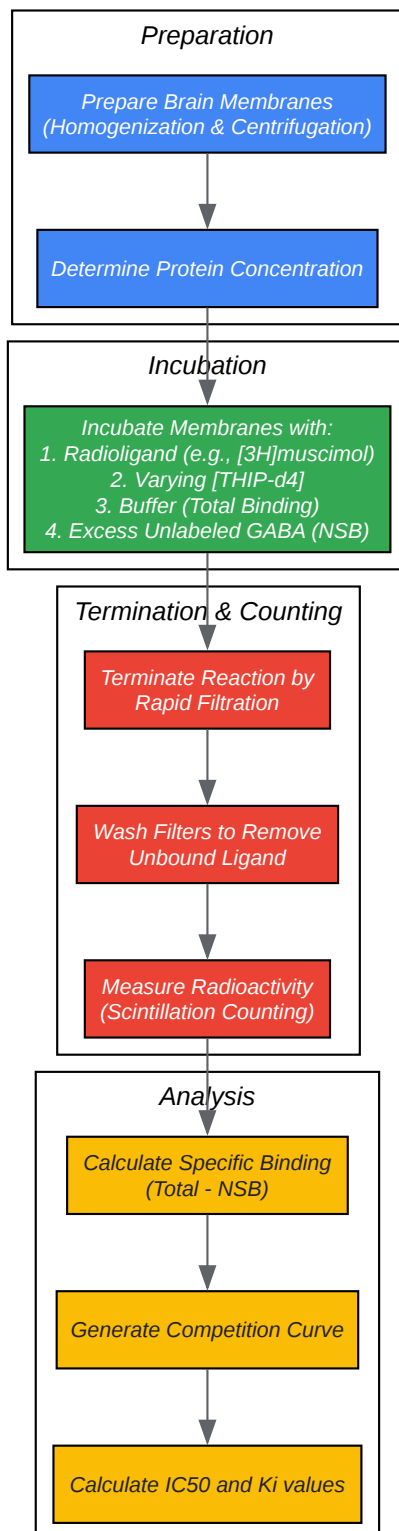 Preparation
Prepare Brain Membranes
(Homogenization & Centrifugation)
Determine Protein Concentration
Incubation
Incubate Membranes with:
1. Radioligand (e.g., [3H]muscimol)
2. Varying [THIP-d4]
3. Buffer (Total Binding)
4. Excess Unlabeled GABA (NSB)
Termination & Counting
Terminate Reaction by
Rapid Filtration
Wash Filters to Remove
Unbound Ligand
Measure Radioactivity
(Scintillation Counting)
Analysis
Calculate Specific Binding
(Total - NSB)
Generate Competition Curve
Calculate IC50 and Ki values